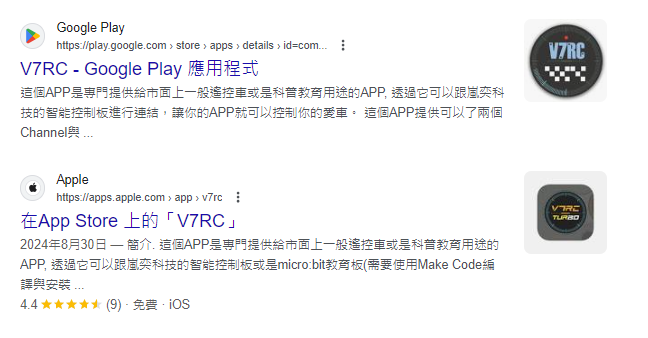 Google Play
https://play.google.com › store › apps › details › id=com...
V7RC - Google Play 應用程式
V7RC
這個APP是専門提供給市面上一般遙控車或是科普教育用途的APP, 透過它可以跟嵐奕科
技的智能控制板進行連結，讓你的APP就可以控制你的愛車。 這個APP提供可以了兩個
Channel與 ...
Apple
https://apps.apple.com › app › v7rc
在App Store 上的「V7RC」
V7RC
TURBO
2024年8月30日 — 簡介. 這個APP是専門提供給市面上一般遙控車或是科普教育用途的
APP, 透過它可以跟嵐奕科技的智能控制板或是micro:bit教育板(需要使用Make Code編
譯與安裝 ...
4.4 ★★★★★ (9) · 免費 · iOS